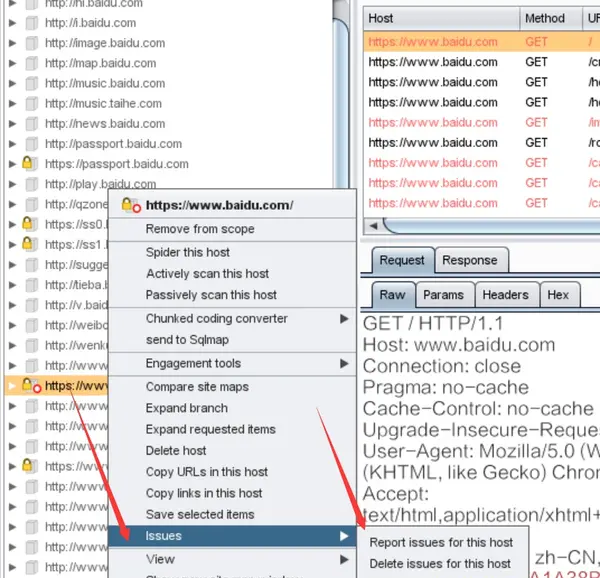 http://hi.baidu.com
http://i.baidu.com
http://image.baidu.com
http://map.baidu.com
http://music.baidu.com
http://music.taihe.com
http://news.baidu.com
http://passport.baidu.com
https://passport.baidu.com
http://play.baidu.com
http://qzone
https://ss0.
https://ss1.
http://sugge
http://tieba.
http://v.baid
http://weibo
http://wenku
http://www.
https://www
http://www.
http://www.
http://www.
https://www
http://www.
http://www.
http://www.
http://www.
https://www.baidu.com/
Remove from scope
Spider this host
Actively scan this host
Passively scan this host
Chunked coding converter
send to Sqlmap
Engagement tools
Compare site maps
Expand branch
Expand requested items
Delete host
Copy URLs in this host
Copy links in this host
Save selected items
Issues
View
Report issues for this host
Delete issues for this host
Host Method UR
https://www.baidu.com GET /
https://www.baidu.com GET /cr
https://www.baidu.com GET /ho
https://www.baidu.com GET /ho
https://www.baidu.com GET
https://www.baidu.com GET /ro
https://www.baidu.com GET /ca
https://www.baidu.com GET /ca
https://www.baidu.com GET /ca
Request Response
Raw Params Headers Hex
GET / HTTP/1.1
Host: www.baidu.com
Connection: close
Pragma: no-cache
Cache-Control: no-cache
Upgrade-Insecure-Reque
User-Agent: Mozilla/5.0 (W
(KHTML, like Gecko) Chron
Accept:
text/html,application/xhtml+
zh-CN,